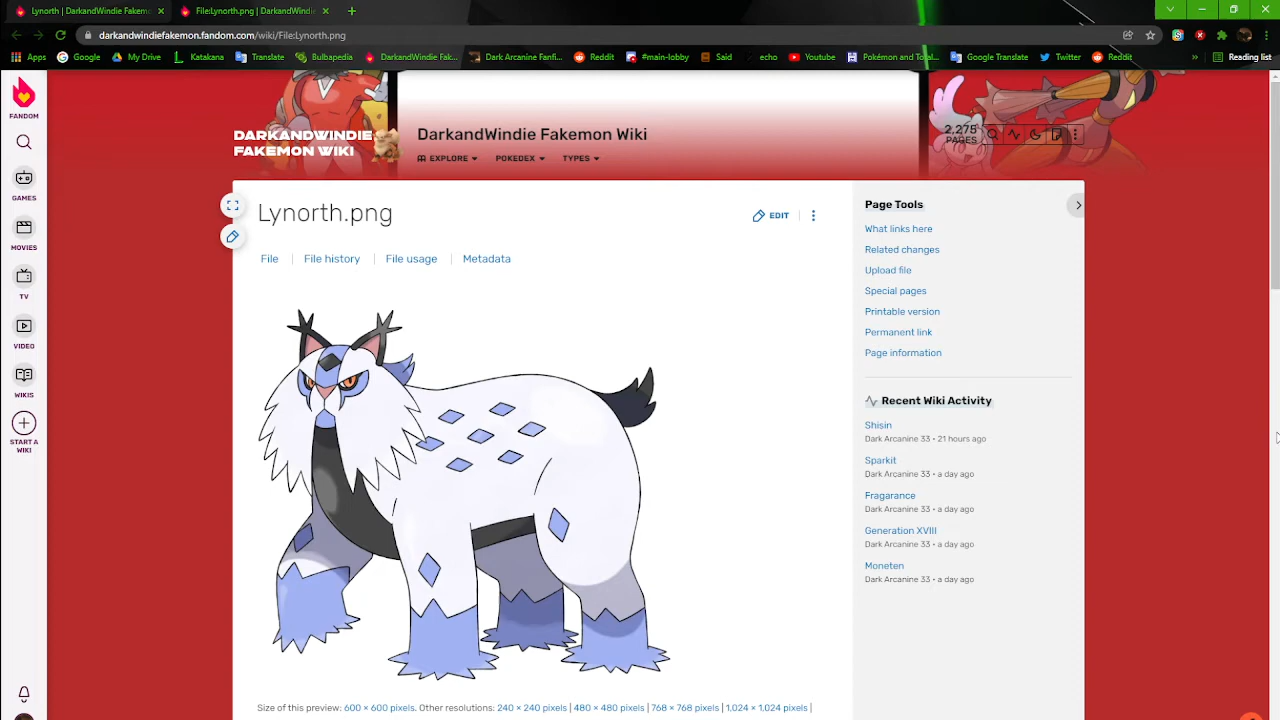 Lynorth | DarkandWindie Fakemo
File:Lynorth.png | DarkandWindie
darkandwindiefakemon.fandom.com/wiki/File:Lynorth.png
Apps
Google
My Drive
Katakana
Translate
Bulbapedia
DarkandWindie Fak...
Dark Arcanine Fanfi...
Reddit
#main-lobby
Said
echo
Youtube
Pokémon and Total...
Google Translate
Twitter
Reddit
»
Reading list
FANDOM
GAMES
MOVIES
TV
VIDEO
WIKIS
START A
WIKI
DARKANDWINDIE
FAKEMON WIKI
DarkandWindie Fakemon Wiki
EXPLORE
POKEDEX
TYPES
2,275
PAGES
Lynorth.png
EDIT
File
File history
File usage
Metadata
Size of this preview: 600 × 600 pixels. Other resolutions: 240 × 240 pixels | 480 × 480 pixels | 768 × 768 pixels | 1,024 × 1,024 pixels |
Page Tools
What links here
Related changes
Upload file
Special pages
Printable version
Permanent link
Page information
Recent Wiki Activity
Shisin
Dark Arcanine 33 • 21 hours ago
Sparkit
Dark Arcanine 33 • a day ago
Fragarance
Dark Arcanine 33 • a day ago
Generation XVIII
Dark Arcanine 33 • a day ago
Moneten
Dark Arcanine 33 • a day ago